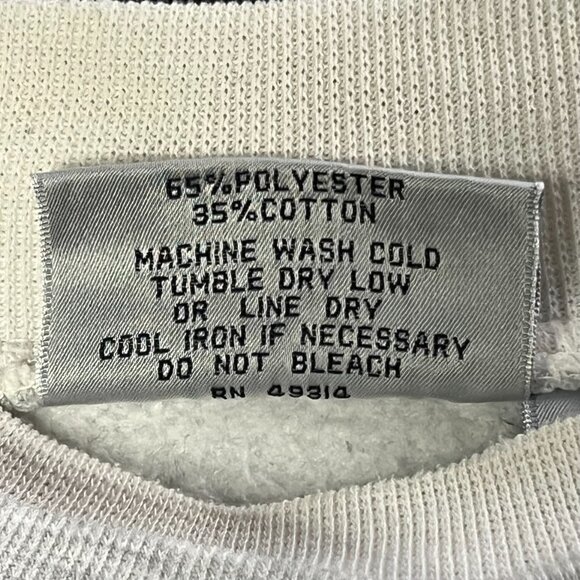 65%POLYESTER
35%COTTON
MACHINE WASH COLD
TUMBLE DRY LOW
OR LINE DRY
COOL IRON IF NECESSARY
DO NOT BLEACH
RN 49314